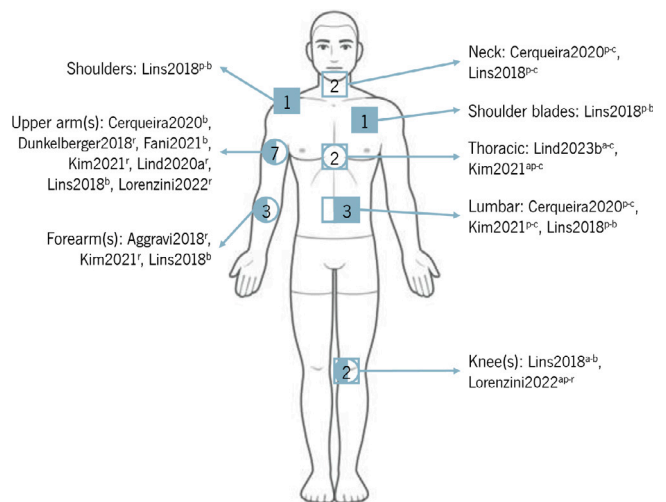 Shoulders: Lins2018ᵖ⁻ᵇ
Upper arm(s): Cerqueira2020ᵇ,
Dunkelberger2018ʳ, Fani2021ᵇ,
Kim2021ʳ, Lind2020aʳ,
Lins2018ᵇ, Lorenzini2022ʳ
Forearm(s): Aggravi2018ʳ,
Kim2021ʳ, Lins2018ᵇ
2
1
1
7
2
3
3
2
Neck: Cerqueira2020ᵖ⁻ᶜ,
Lins2018ᵖ⁻ᶜ
Shoulder blades: Lins2018ᵖ⁻ᵇ
Thoracic: Lind2023bᵃ⁻ᶜ,
Kim2021ᵃᵖ⁻ᶜ
Lumbar: Cerqueira2020ᵖ⁻ᶜ,
Kim2021ᵖ⁻ᶜ, Lins2018ᵖ⁻ᵇ
Knee(s): Lins2018ᵃ⁻ᵇ,
Lorenzini2022ᵃᵖ⁻ʳ